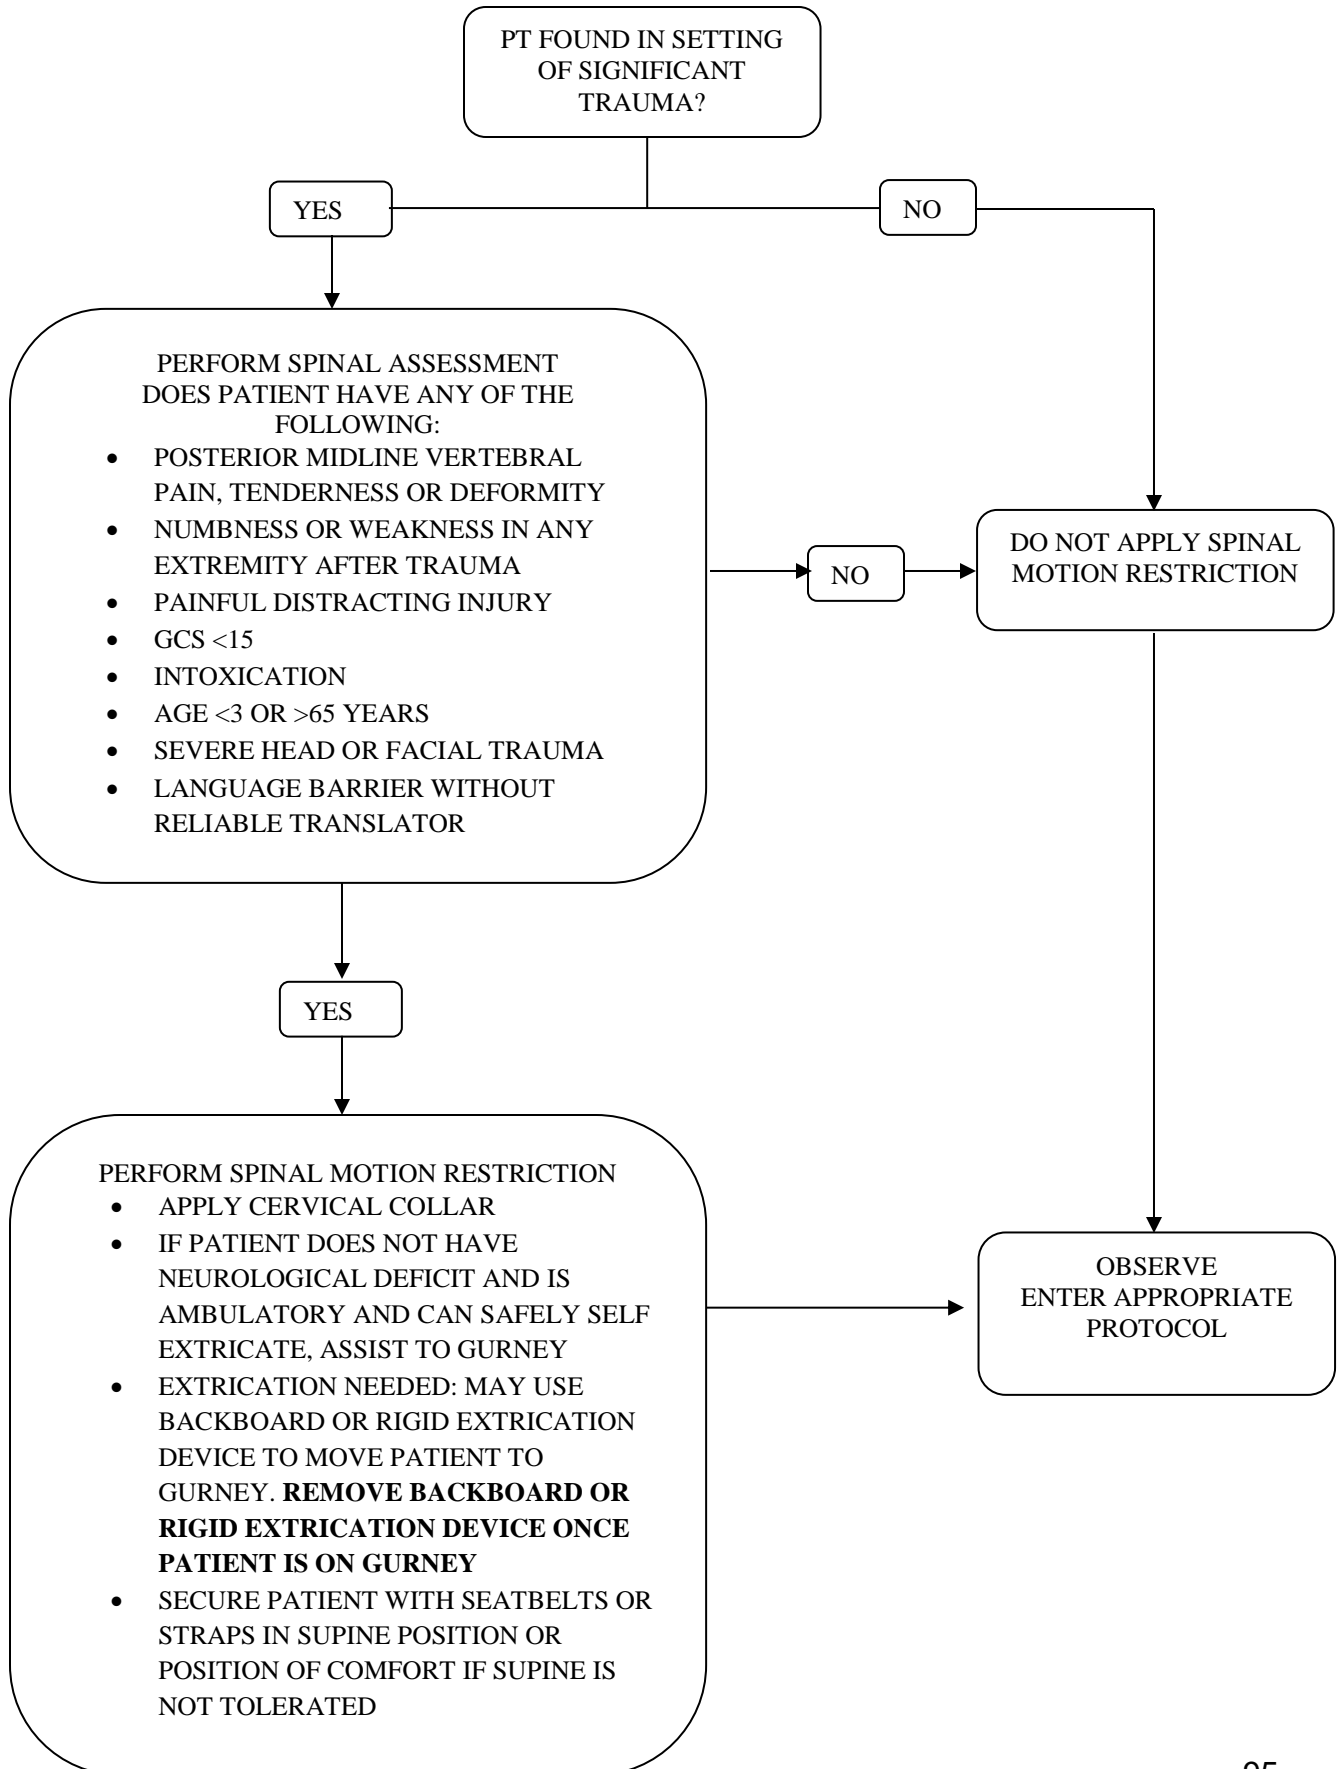 PT FOUND IN SETTING
OF SIGNIFICANT
TRAUMA?
YES
NO
PERFORM SPINAL ASSESSMENT
DOES PATIENT HAVE ANY OF THE
FOLLOWING:
• POSTERIOR MIDLINE VERTEBRAL
PAIN, TENDERNESS OR DEFORMITY
• NUMBNESS OR WEAKNESS IN ANY
EXTREMITY AFTER TRAUMA
• PAINFUL DISTRACTING INJURY
• GCS <15
• INTOXICATION
• AGE <3 OR >65 YEARS
• SEVERE HEAD OR FACIAL TRAUMA
• LANGUAGE BARRIER WITHOUT
RELIABLE TRANSLATOR
NO
DO NOT APPLY SPINAL
MOTION RESTRICTION
YES
PERFORM SPINAL MOTION RESTRICTION
• APPLY CERVICAL COLLAR
• IF PATIENT DOES NOT HAVE
NEUROLOGICAL DEFICIT AND IS
AMBULATORY AND CAN SAFELY SELF
EXTRICATE, ASSIST TO GURNEY
• EXTRICATION NEEDED: MAY USE
BACKBOARD OR RIGID EXTRICATION
DEVICE TO MOVE PATIENT TO
GURNEY. REMOVE BACKBOARD OR
RIGID EXTRICATION DEVICE ONCE
PATIENT IS ON GURNEY
• SECURE PATIENT WITH SEATBELTS OR
STRAPS IN SUPINE POSITION OR
POSITION OF COMFORT IF SUPINE IS
NOT TOLERATED
OBSERVE
ENTER APPROPRIATE
PROTOCOL